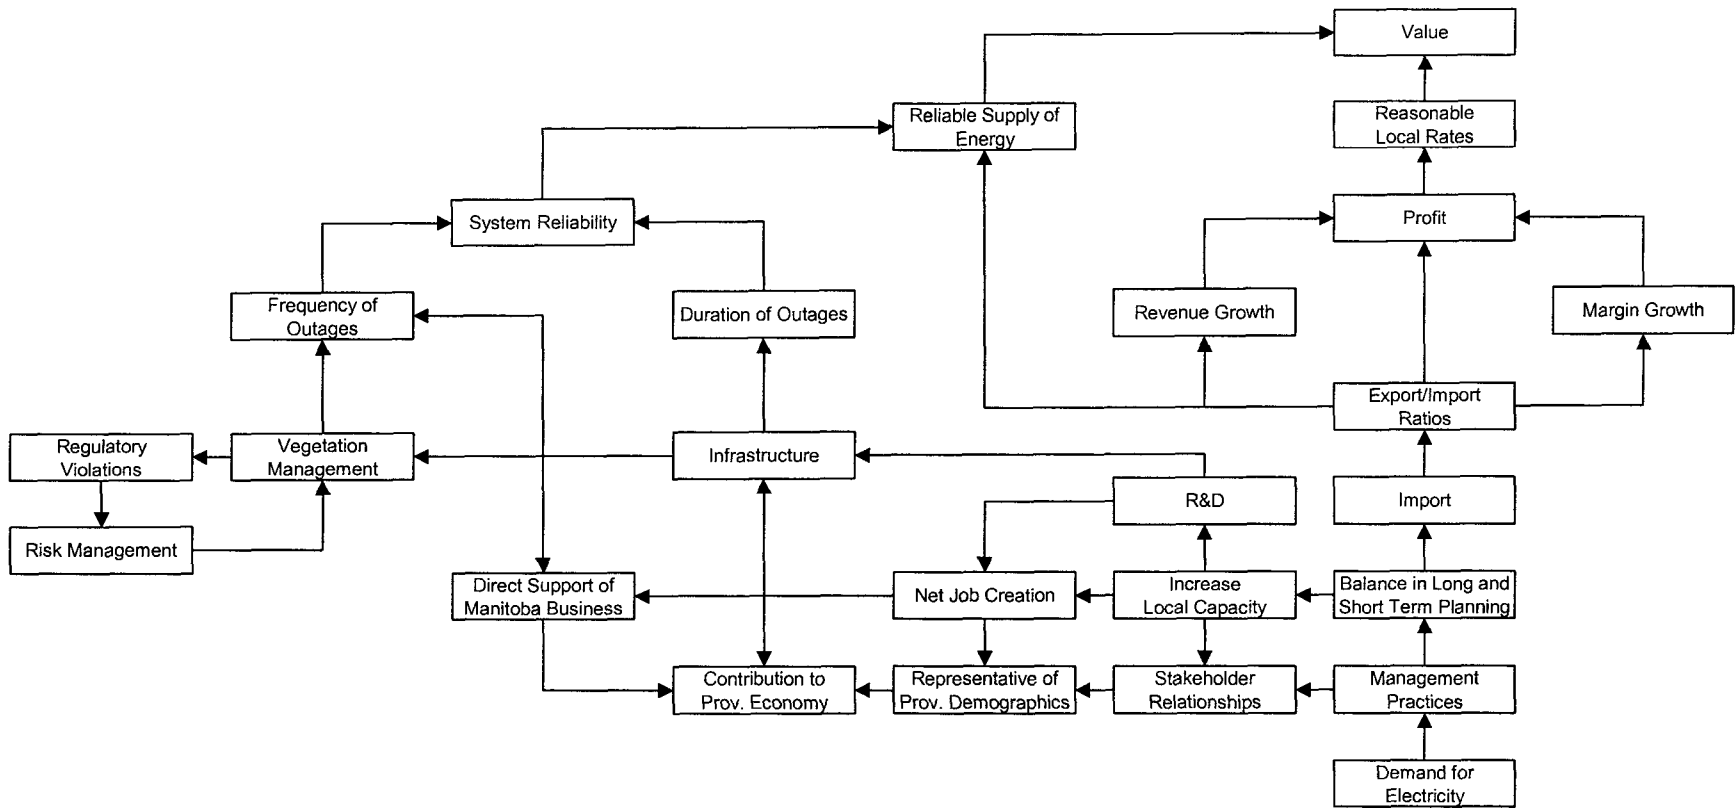 Value
Reliable Supply of
Energy
Reasonable
Local Rates
System Reliability
Profit
Frequency of
Outages
Duration of Outages
Revenue Growth
Margin Growth
Export/Import
Ratios
Regulatory
Violations
Vegetation
Management
Infrastructure
R&D
Import
Risk Management
Direct Support of
Manitoba Business
Net Job Creation
Increase
Local Capacity
Balance in Long and
Short Term Planning
Contribution to
Prov. Economy
Representative of
Prov. Demographics
Stakeholder
Relationships
Management
Practices
Demand for
Electricity